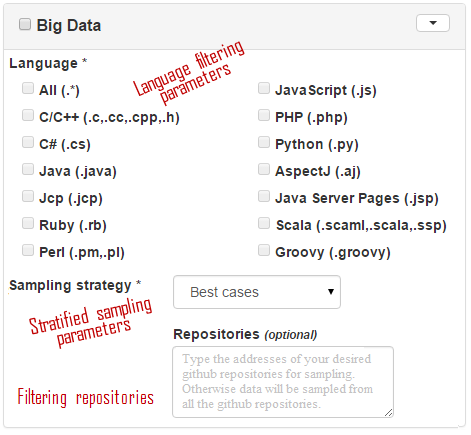 Big Data
Language *
Language filtering
parameters
All (.*)
JavaScript (.js)
C/C++ (.c,.cc,.cpp,.h)
PHP (.php)
C# (.cs)
Python (.py)
Java (.java)
AspectJ (.aj)
Jcp (.jcp)
Java Server Pages (.jsp)
Ruby (.rb)
Scala (.scaml,.scala,.ssp)
Perl (.pm,.pl)
Groovy (.groovy)
Sampling strategy *
Best cases
Stratified sampling
parameters
Repositories (optional)
Type the addresses of your desired
github repositories for sampling.
Otherwise data will be sampled from
all the github repositories.
Filtering repositories